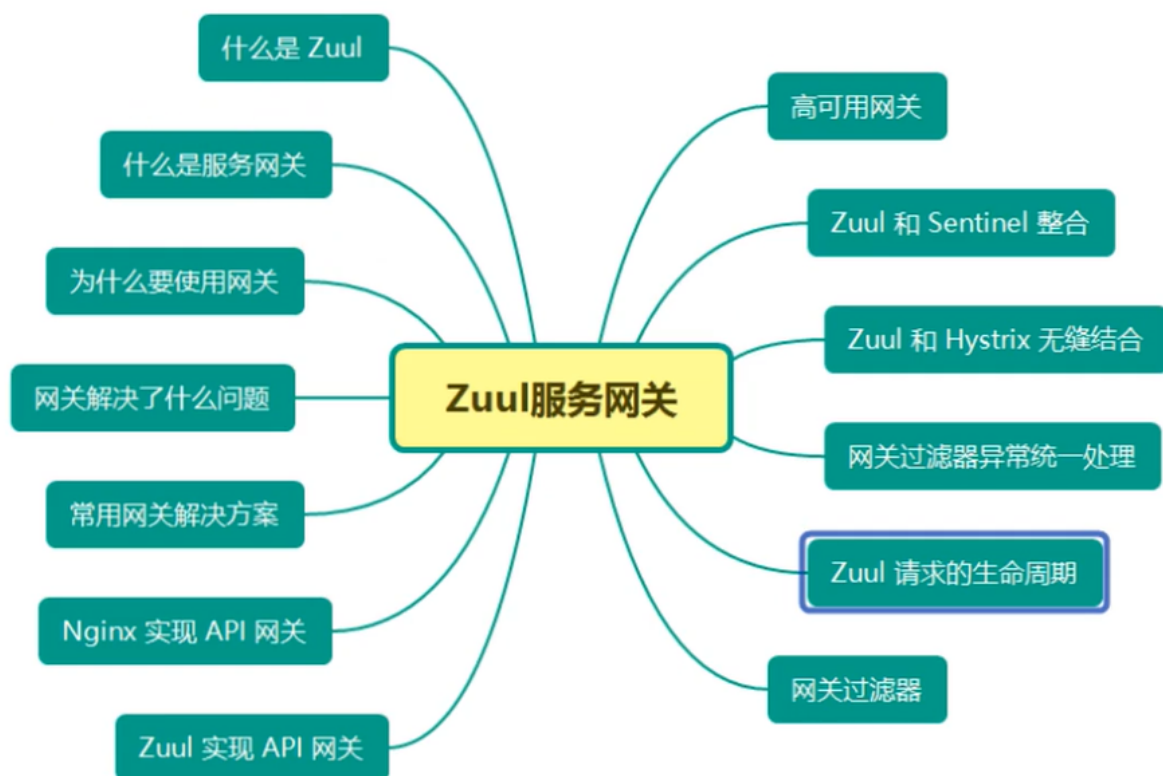 什么是 Zuul
什么是服务网关
为什么要使用网关
网关解决了什么问题
常用网关解决方案
Nginx 实现 API 网关
Zuul 实现 API 网关
Zuul服务网关
高可用网关
Zuul 和 Sentinel 整合
Zuul 和 Hystrix 无缝结合
网关过滤器异常统一处理
Zuul 请求的生命周期
网关过滤器